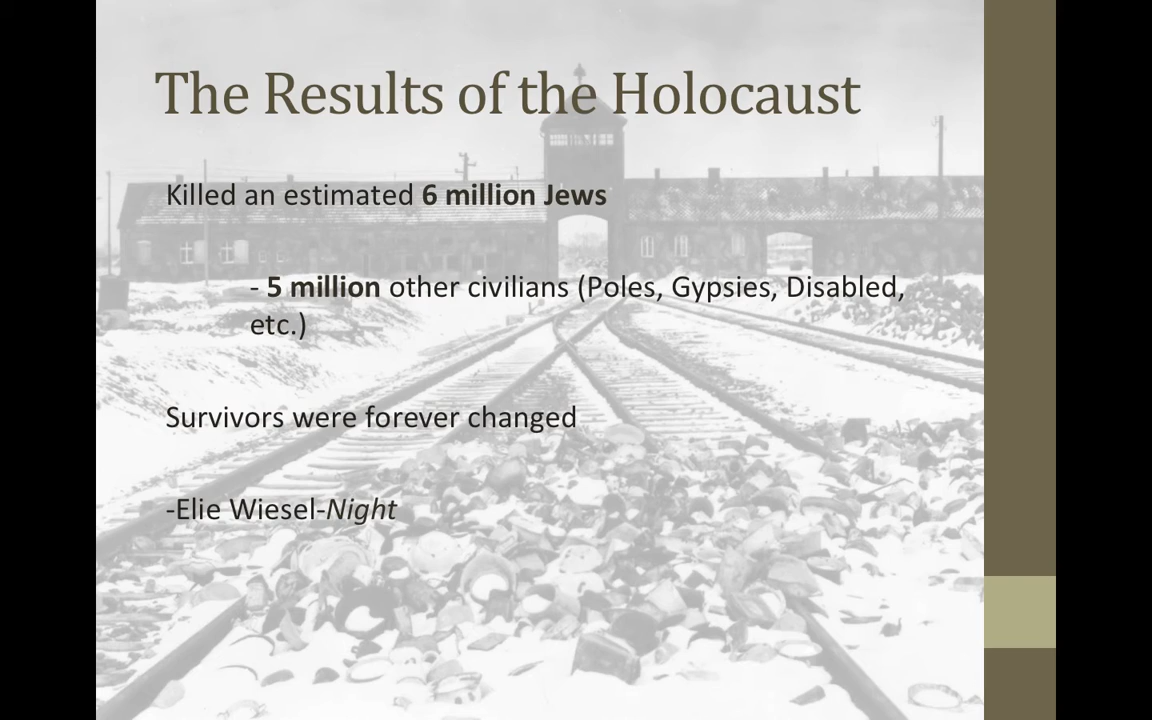 The Results of the Holocaust
Killed an estimated 6 million Jews
- 5 million other civilians (Poles, Gypsies, Disabled,
etc.)
Survivors were forever changed
-Elie Wiesel-Night